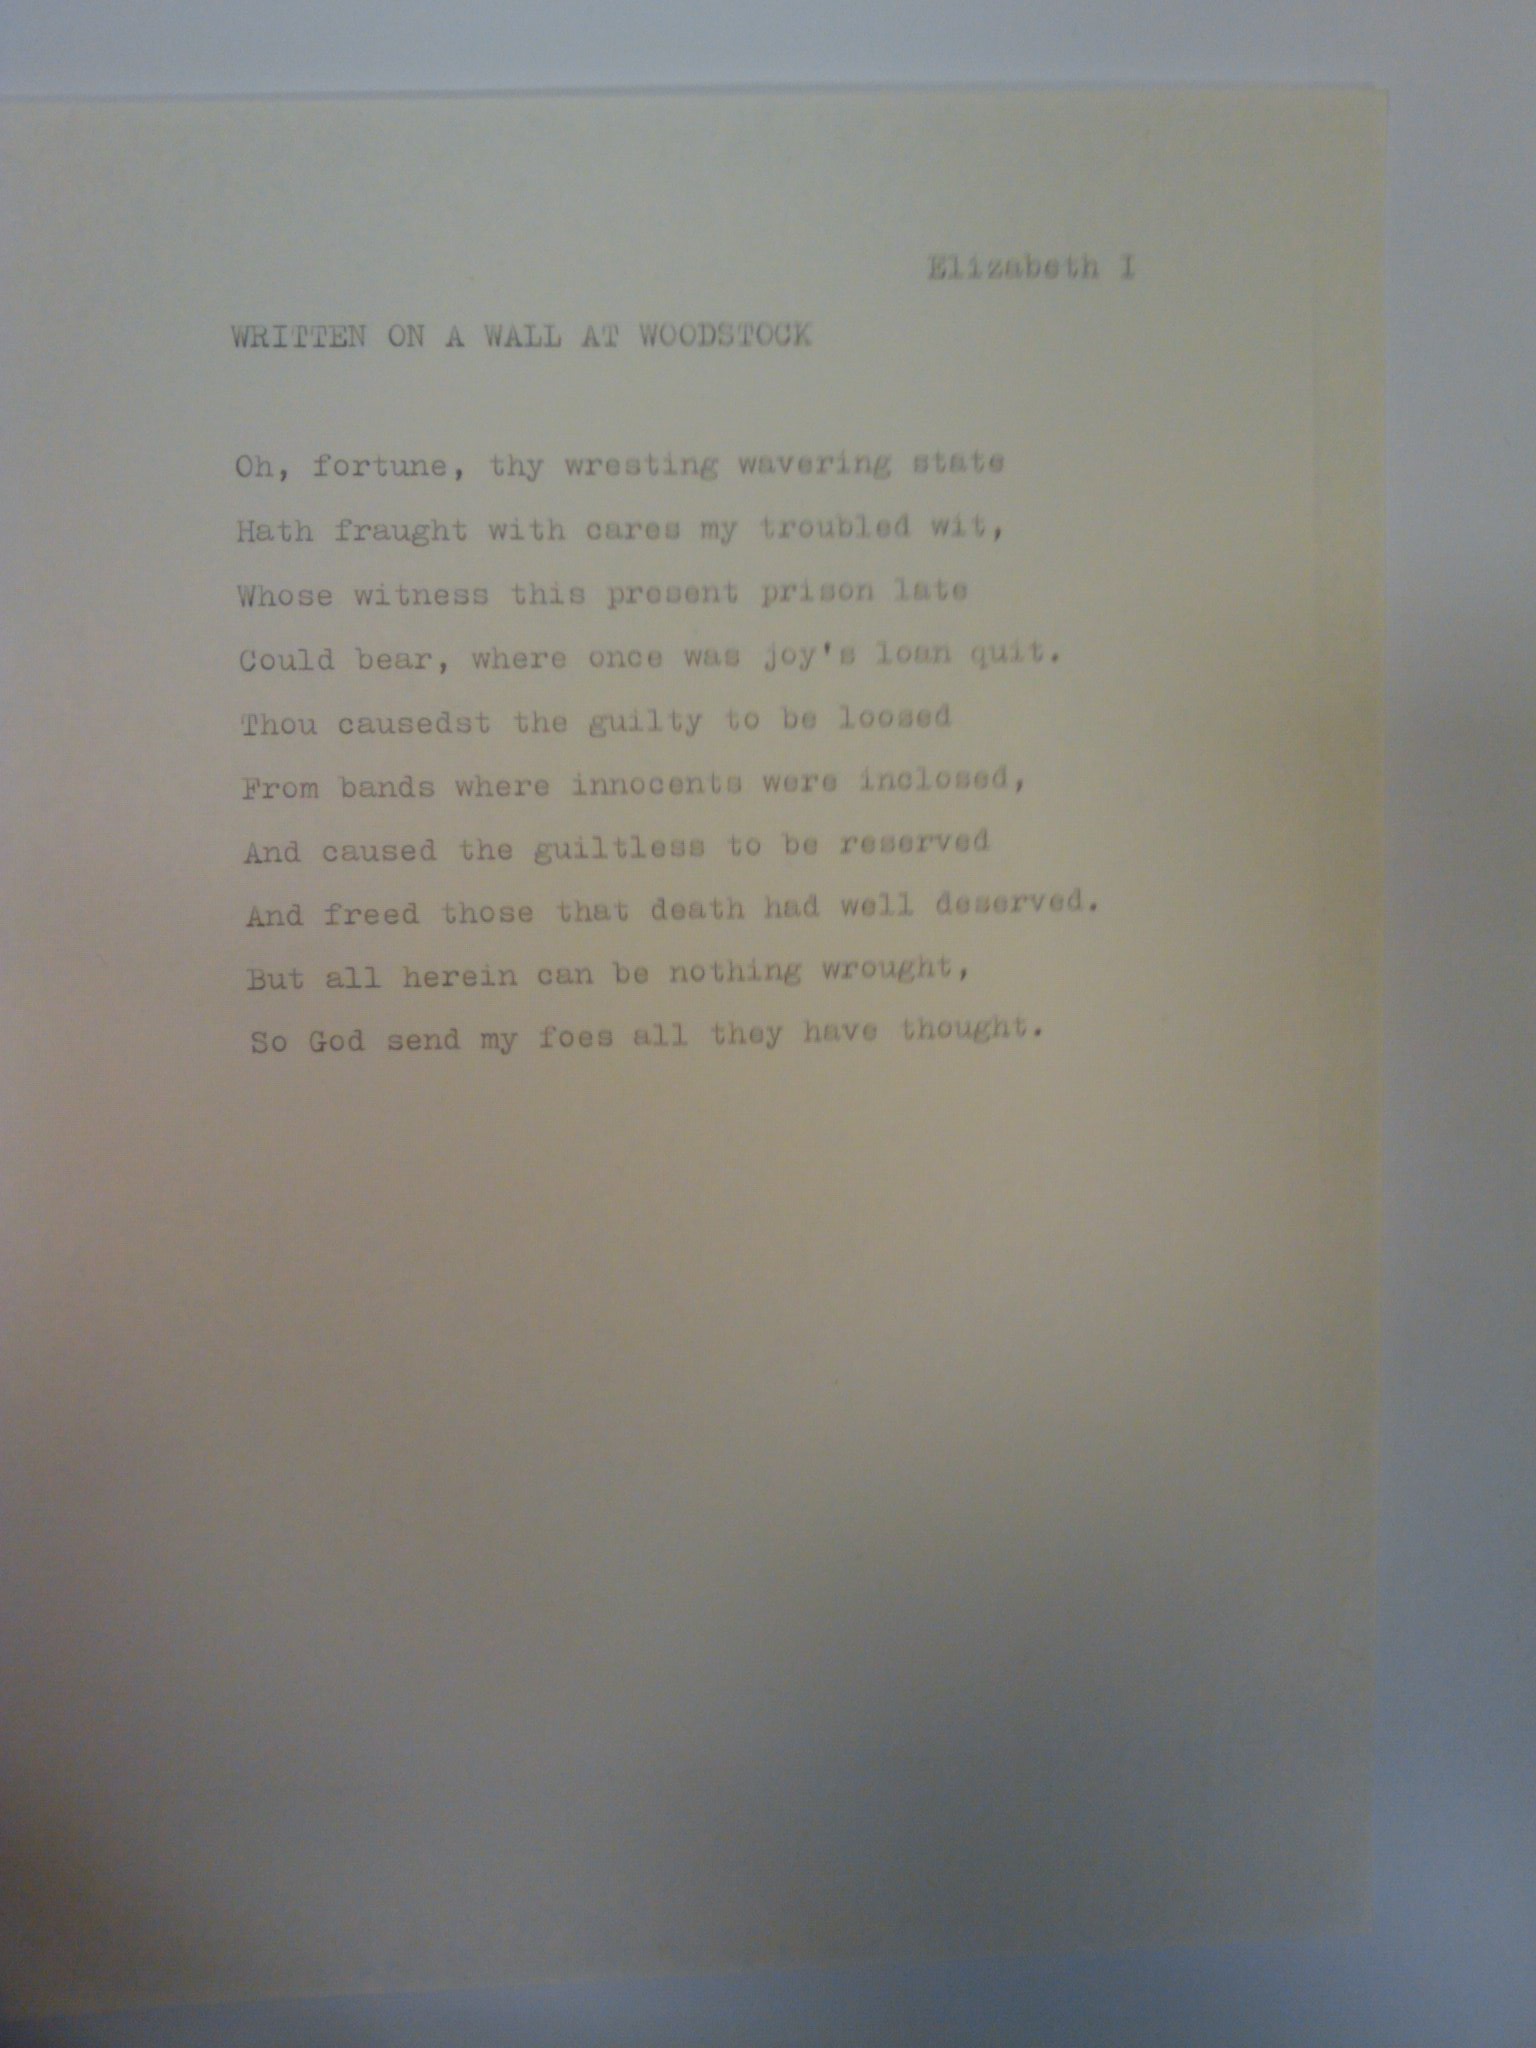 Elizabeth I
WRITTEN ON A WALL AT WOODSTOCK
Oh, fortune, thy wresting wavering state
Hath fraught with cares my troubled wit,
Whose witness this present prison late
Could bear, where once was joy's loan quit.
Thou causedst the guilty to be loosed
From bands where innocents were inclosed,
And caused the guiltless to be reserved
And freed those that death had well deserved.
But all herein can be nothing wrought,
So God send my foes all they have thought.